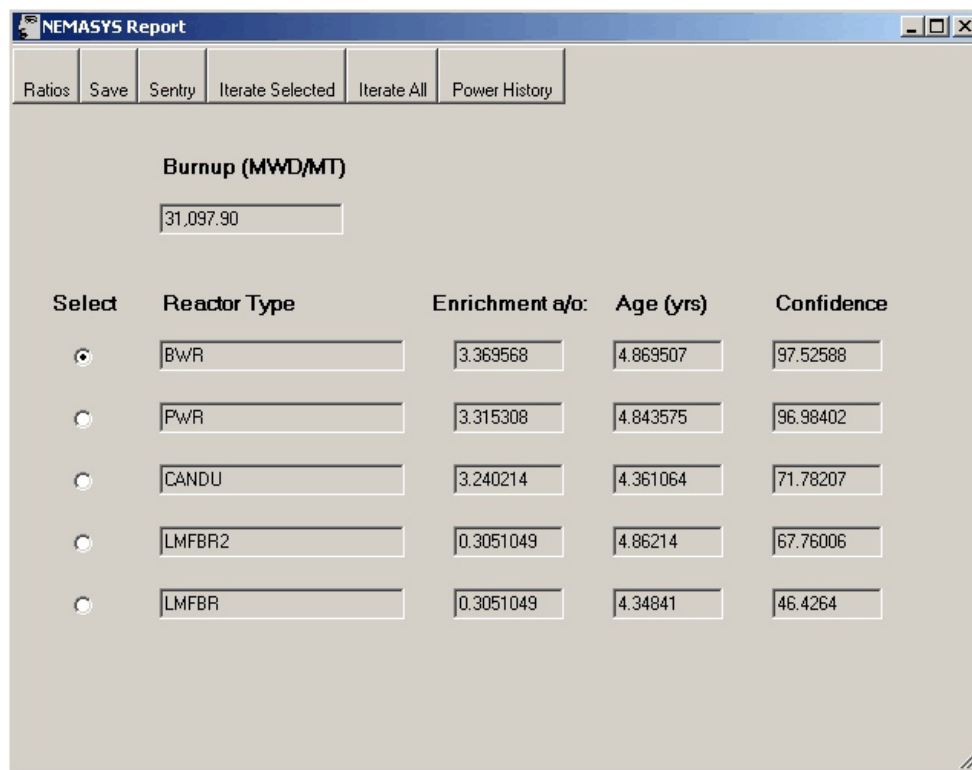 NEMASYS Report
Ratios Save Sentry Iterate Selected Iterate All Power History
Burnup (MWD/MT)
31,097.90
Select Reactor Type Enrichment a/o: Age (yrs) Confidence
BWR 3.369568 4.869507 97.52588
PWR 3.315308 4.843575 96.98402
CANDU 3.240214 4.361064 71.78207
LMFBR2 0.3051049 4.86214 67.76006
LMFBR 0.3051049 4.34841 46.4264